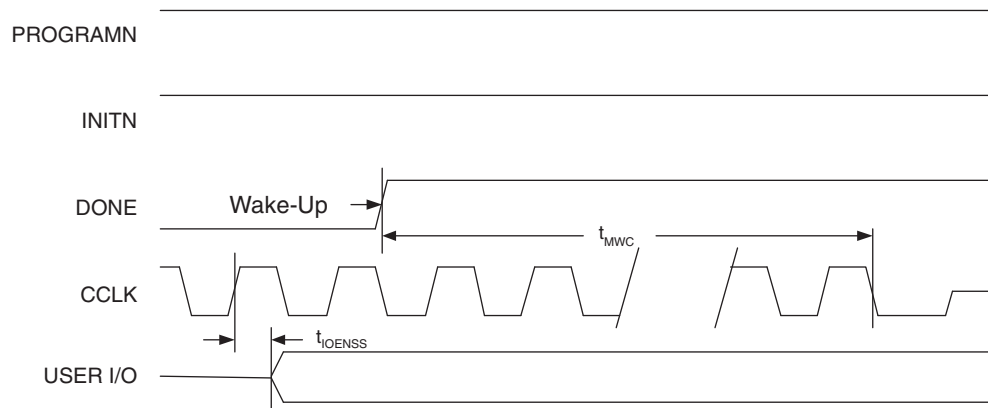 PROGRAMN
INITN
DONE
Wake-Up
tMWC
CCLK
tIOENSS
USER I/O